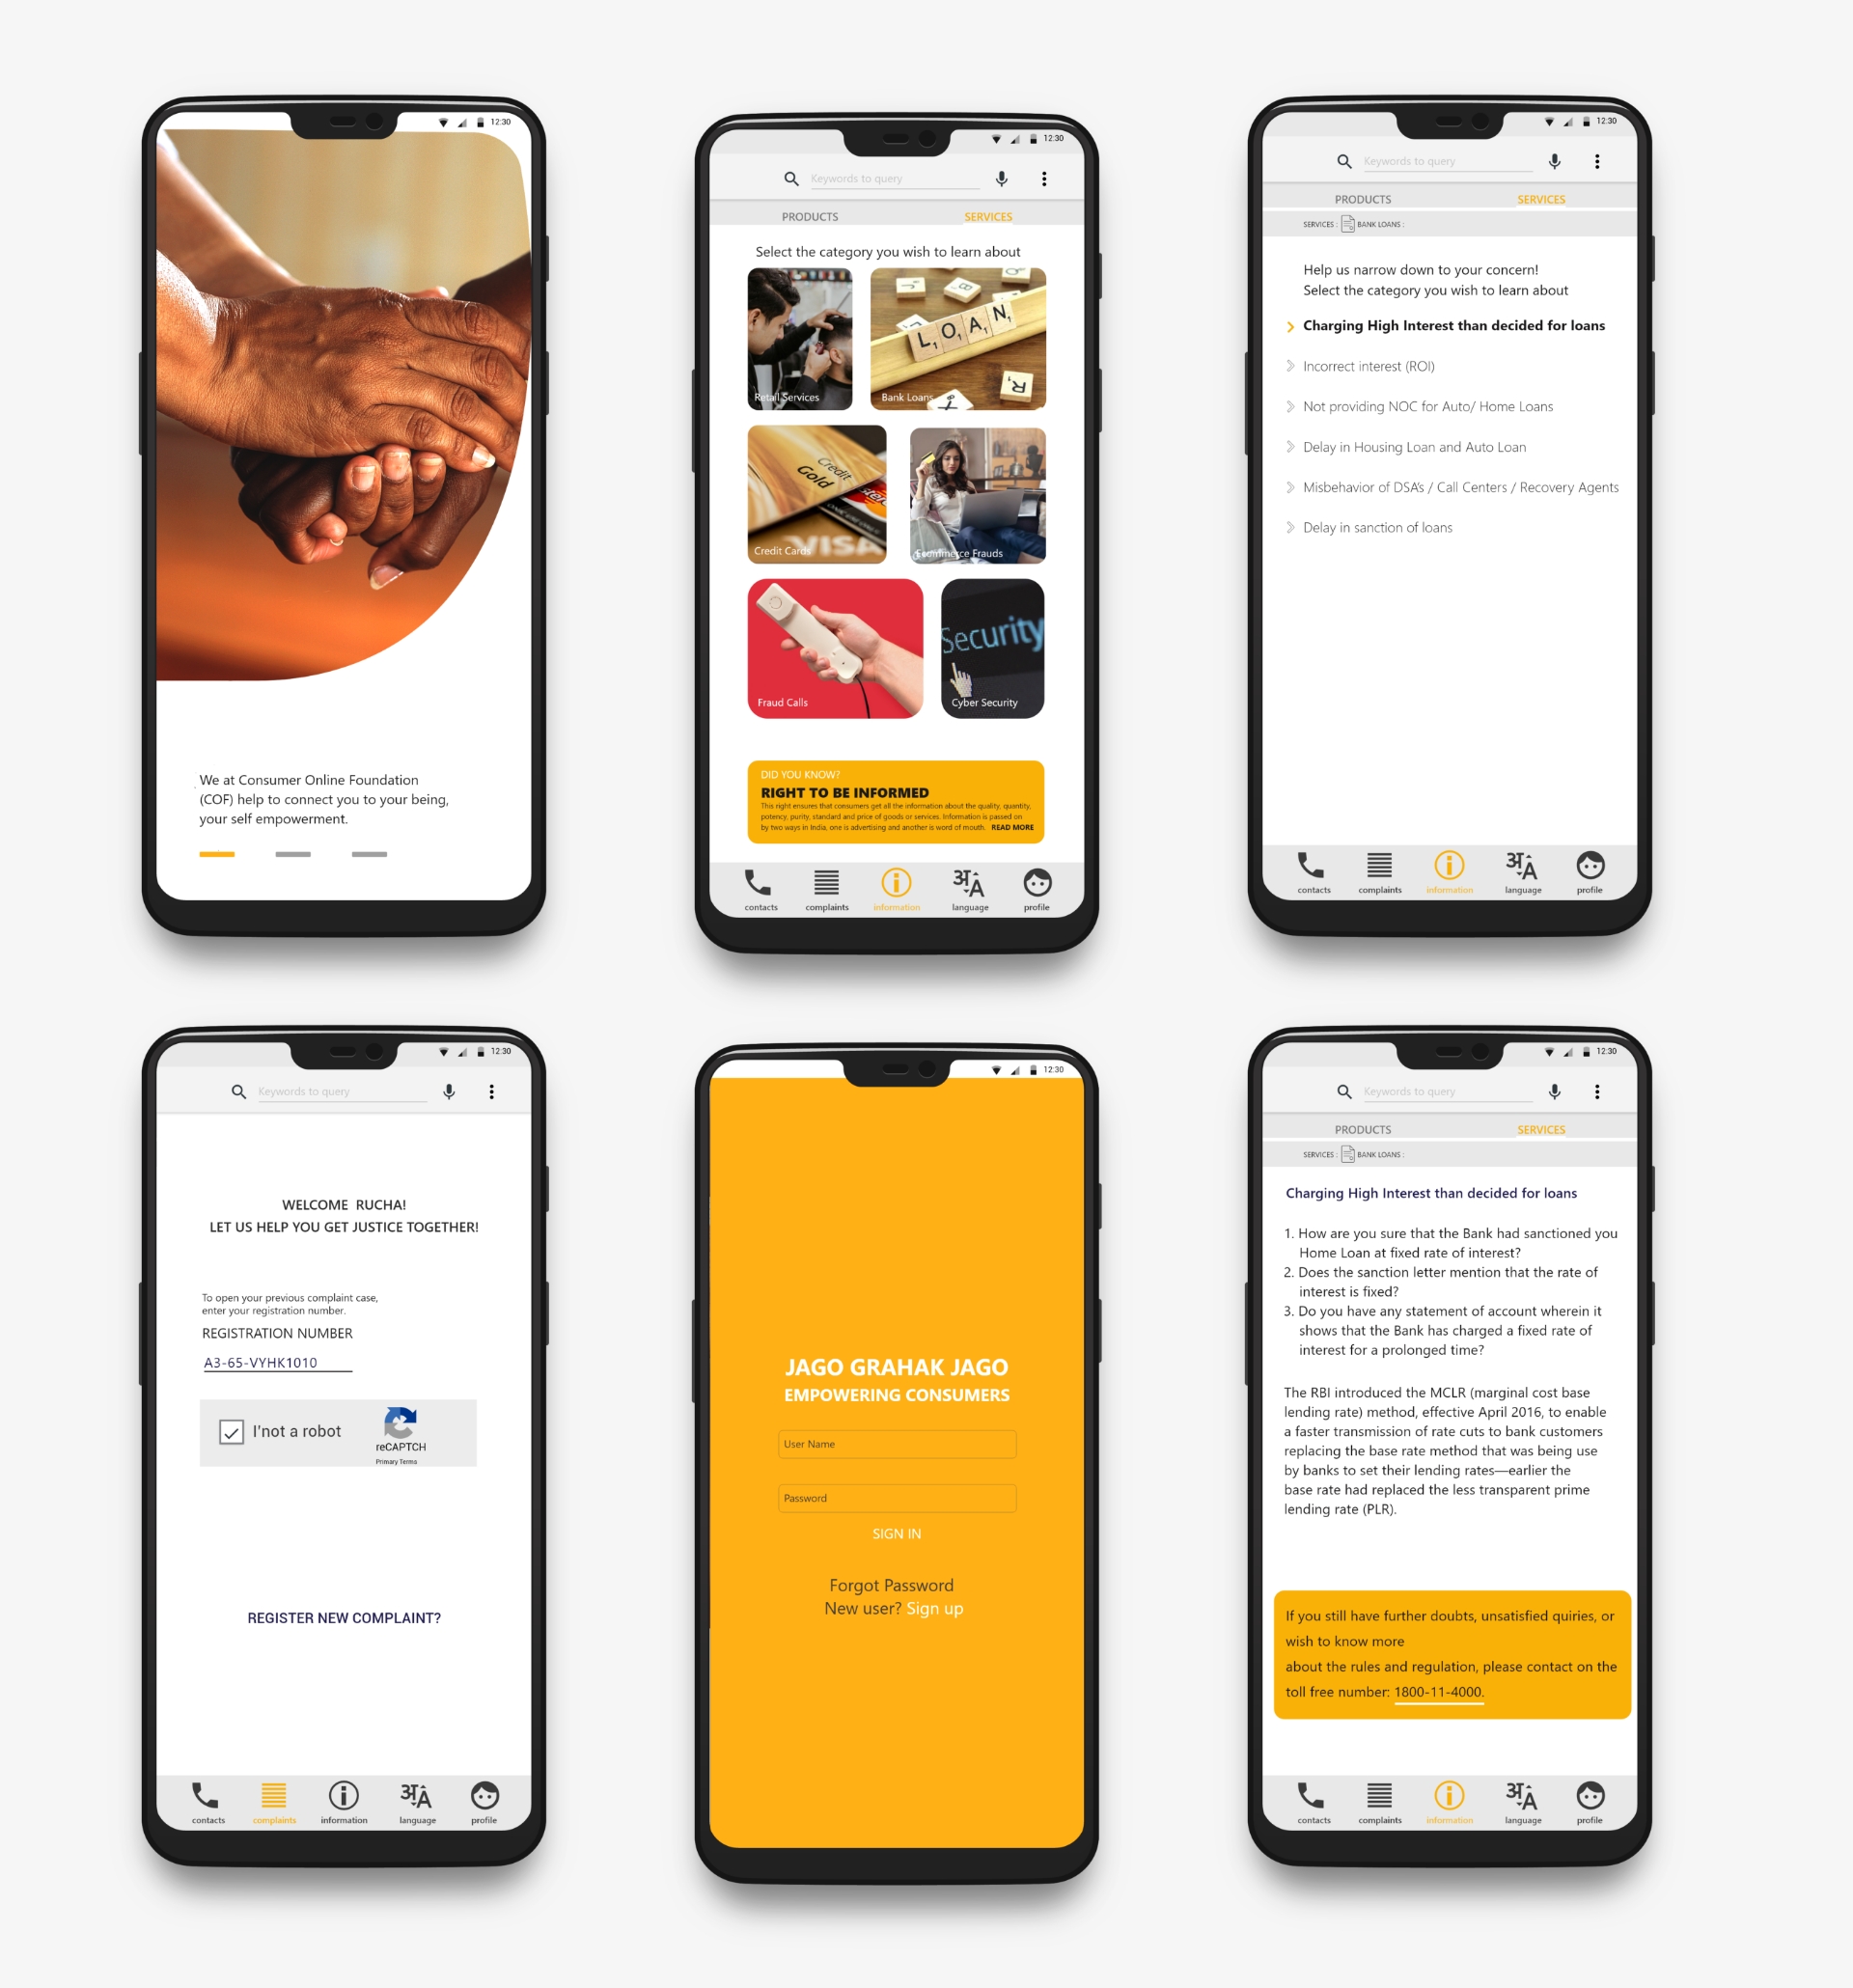 12:30
We at Consumer Online Foundation
(COF) help to connect you to your being,
your self empowerment.
12:30
Keywords to query
PRODUCTS SERVICES
Select the category you wish to learn about
LOAN
R
Retail Services
Bank Loans
Credit
Gold
VISA
Credit Cards
Ecommerce Frauds
Security
Fraud Calls
Cyber Security
DID YOU KNOW?
RIGHT TO BE INFORMED
This right ensures that consumers get all the information about the quality, quantity,
potency, purity, standard and price of goods or services. Information is passed on
by two ways in India, one is advertising and another is word of mouth. READ MORE
contacts complaints information अ A language profile
12:30
Keywords to query
PRODUCTS SERVICES
SERVICES : BANK LOANS :
Help us narrow down to your concern!
Select the category you wish to learn about
Charging High Interest than decided for loans
Incorrect interest (ROI)
Not providing NOC for Auto/ Home Loans
Delay in Housing Loan and Auto Loan
Misbehavior of DSA's / Call Centers / Recovery Agents
Delay in sanction of loans
contacts complaints information अ A language profile
12:30
Keywords to query
WELCOME RUCHA!
LET US HELP YOU GET JUSTICE TOGETHER!
To open your previous complaint case,
enter your registration number.
REGISTRATION NUMBER
A3-65-VYHK1010
I'not a robot
reCAPTCH
Primary Terms
REGISTER NEW COMPLAINT?
contacts complaints information अ A language profile
12:30
JAGO GRAHAK JAGO
EMPOWERING CONSUMERS
User Name
Password
SIGN IN
Forgot Password
New user? Sign up
12:30
Keywords to query
PRODUCTS SERVICES
SERVICES : BANK LOANS :
Charging High Interest than decided for loans
1. How are you sure that the Bank had sanctioned you
Home Loan at fixed rate of interest?
2. Does the sanction letter mention that the rate of
interest is fixed?
3. Do you have any statement of account wherein it
shows that the Bank has charged a fixed rate of
interest for a prolonged time?
The RBI introduced the MCLR (marginal cost base
lending rate) method, effective April 2016, to enable
a faster transmission of rate cuts to bank customers
replacing the base rate method that was being use
by banks to set their lending rates—earlier the
base rate had replaced the less transparent prime
lending rate (PLR).
If you still have further doubts, unsatisfied quiries, or
wish to know more
about the rules and regulation, please contact on the
toll free number: 1800-11-4000.
contacts complaints information अ A language profile